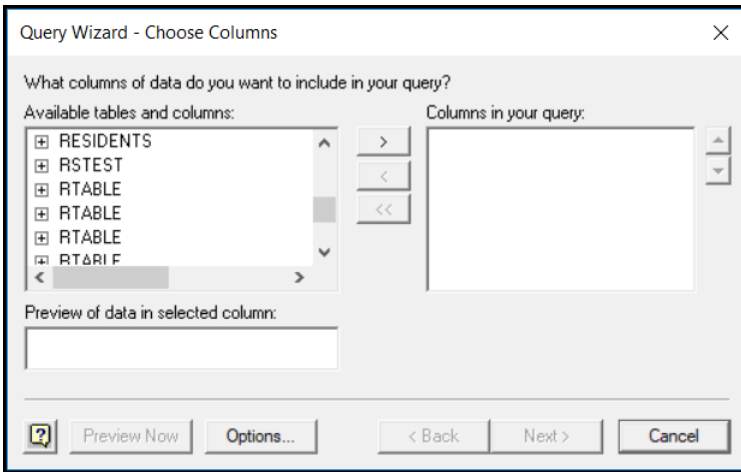 Query Wizard - Choose Columns
What columns of data do you want to include in your query?
Available tables and columns:
Columns in your query:
RESIDENTS
RSTEST
RTABLE
RTABLE
RTABLE
RTABLE
>
<
<<
Preview of data in selected column:
Preview Now
Options...
< Back
Next >
Cancel